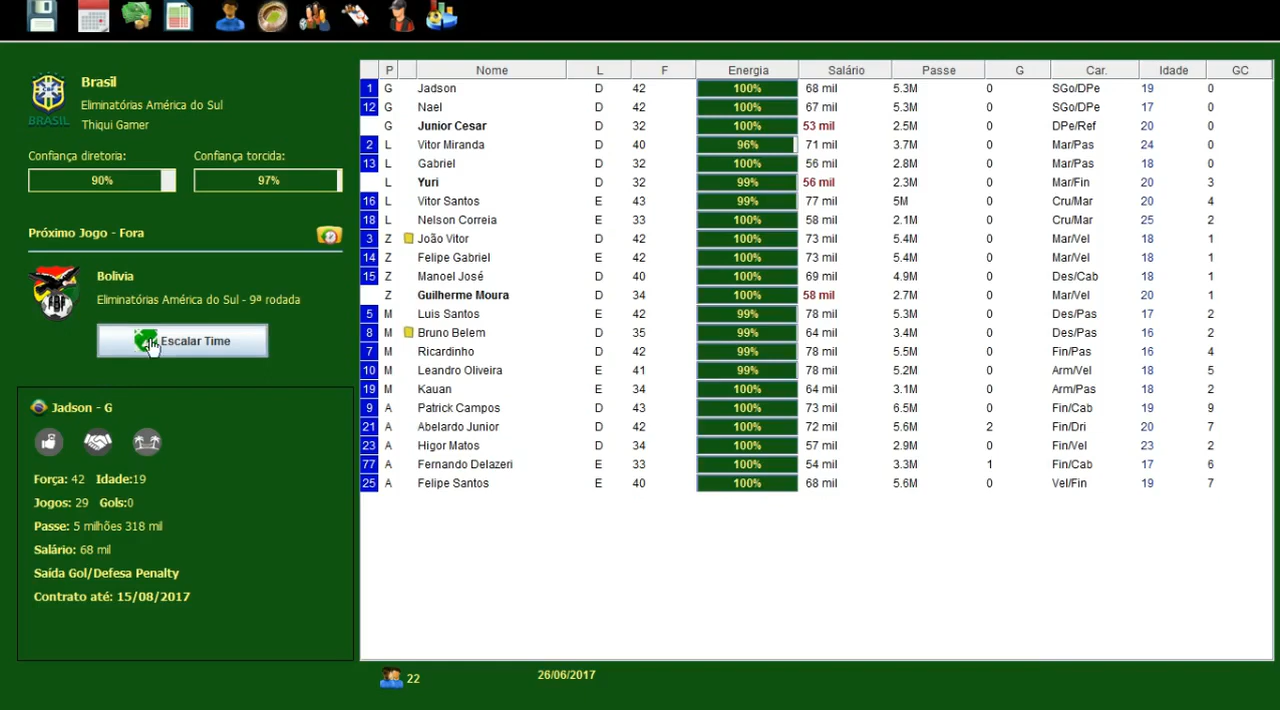 Brasil
Eliminatórias América do Sul
Thiqui Gamer
BRASIL
Confiança diretoria: Confiança torcida:
90% 97%
Próximo Jogo - Fora
Bolivia
Eliminatórias América do Sul - 9ª rodada
Escalar Time
Jadson - G
Força: 42 Idade:19
Jogos: 29 Gols:0
Passe: 5 milhões 318 mil
Salário: 68 mil
Saída Gol/Defesa Penalty
Contrato até: 15/08/2017
P Nome L F Energia Salário Passe G Car. Idade GC
1 G Jadson D 42 100% 68 mil 5.3M 0 SGo/DPe 19 0
12 G Nael D 42 100% 67 mil 5.3M 0 SGo/DPe 17 0
G Junior Cesar D 32 100% 53 mil 2.5M 0 DPe/Ref 20 0
2 L Vitor Miranda D 40 96% 71 mil 3.7M 0 Mar/Pas 24 0
13 L Gabriel D 32 100% 56 mil 2.8M 0 Mar/Pas 18 0
L Yuri D 32 99% 56 mil 2.3M 0 Mar/Fin 20 3
16 L Vitor Santos E 43 99% 77 mil 5M 0 Cru/Mar 20 4
18 L Nelson Correia E 33 100% 58 mil 2.1M 0 Cru/Mar 25 2
3 Z João Vitor D 42 100% 73 mil 5.4M 0 Mar/Vel 18 1
14 Z Felipe Gabriel E 42 100% 73 mil 5.4M 0 Mar/Vel 18 1
15 Z Manoel José D 40 100% 69 mil 4.9M 0 Des/Cab 18 1
Z Guilherme Moura D 34 100% 58 mil 2.7M 0 Mar/Vel 20 1
5 M Luis Santos E 42 99% 78 mil 5.3M 0 Des/Pas 17 2
8 M Bruno Belem D 35 99% 64 mil 3.4M 0 Des/Pas 16 2
7 M Ricardinho D 42 99% 78 mil 5.5M 0 Fin/Pas 16 4
10 M Leandro Oliveira E 41 99% 78 mil 5.2M 0 Arm/Vel 18 5
19 M Kauan E 34 100% 64 mil 3.1M 0 Arm/Pas 18 2
9 A Patrick Campos D 43 100% 73 mil 6.5M 0 Fin/Cab 19 9
21 A Abelardo Junior D 42 100% 72 mil 5.6M 2 Fin/Dri 20 7
23 A Higor Matos D 34 100% 57 mil 2.9M 0 Fin/Vel 23 2
77 A Fernando Delazeri E 33 100% 54 mil 3.3M 1 Fin/Cab 17 6
25 A Felipe Santos E 40 100% 68 mil 5.6M 0 Vel/Fin 19 7
22 26/06/2017